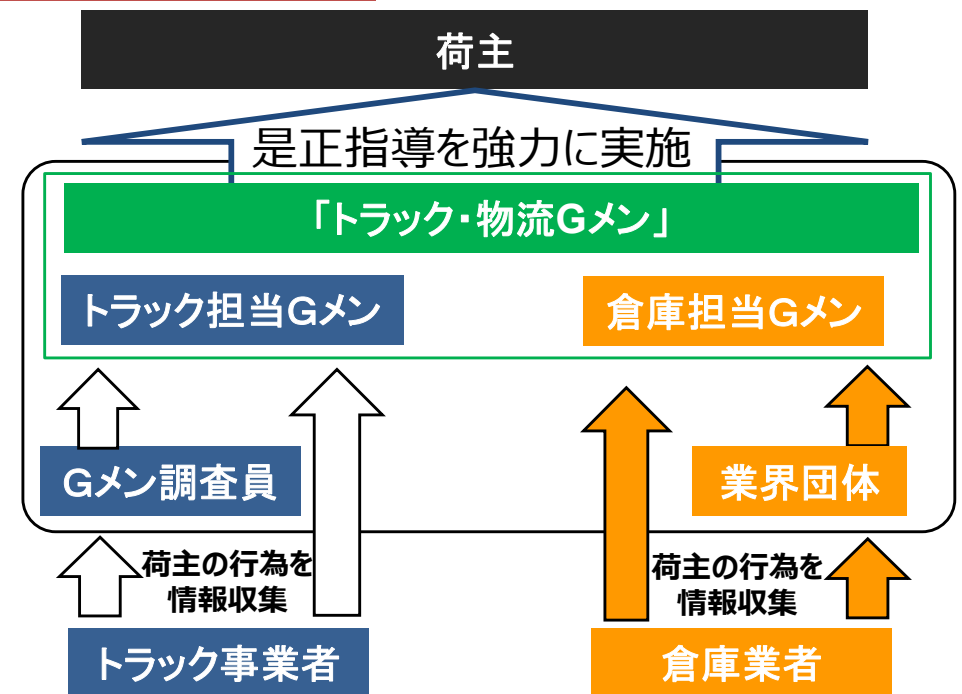 荷主
是正指導を強力に実施
「トラック・物流Gメン」
トラック担当Gメン
倉庫担当Gメン
Gメン調査員
業界団体
荷主の行為を
情報収集
荷主の行為を
情報収集
トラック事業者
倉庫業者